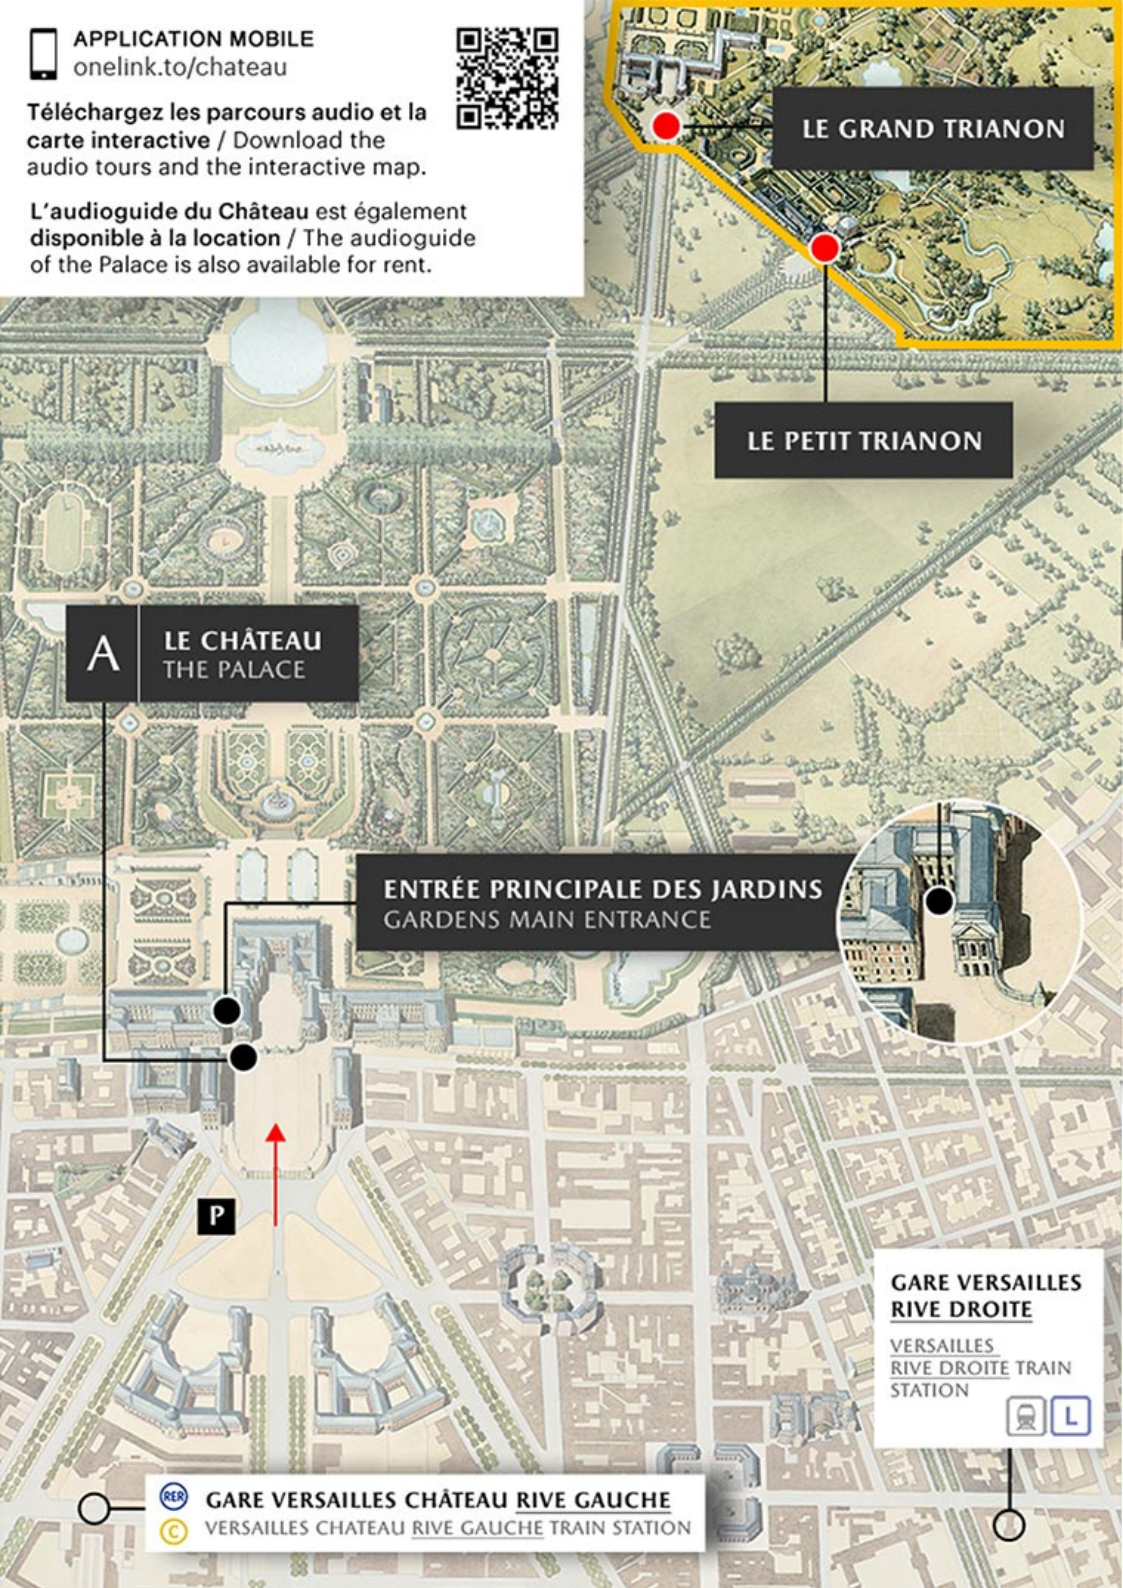 APPLICATION MOBILE
onelink.to/chateau
Téléchargez les parcours audio et la
carte interactive / Download the
audio tours and the interactive map.
L'audioguide du Château est également
disponible à la location / The audioguide
of the Palace is also available for rent.
LE GRAND TRIANON
LE PETIT TRIANON
A
LE CHÂTEAU
THE PALACE
ENTRÉE PRINCIPALE DES JARDINS
GARDENS MAIN ENTRANCE
P
GARE VERSAILLES
RIVE DROITE
VERSAILLES
RIVE DROITE TRAIN
STATION
L
RER
GARE VERSAILLES CHÂTEAU RIVE GAUCHE
C
VERSAILLES CHATEAU RIVE GAUCHE TRAIN STATION